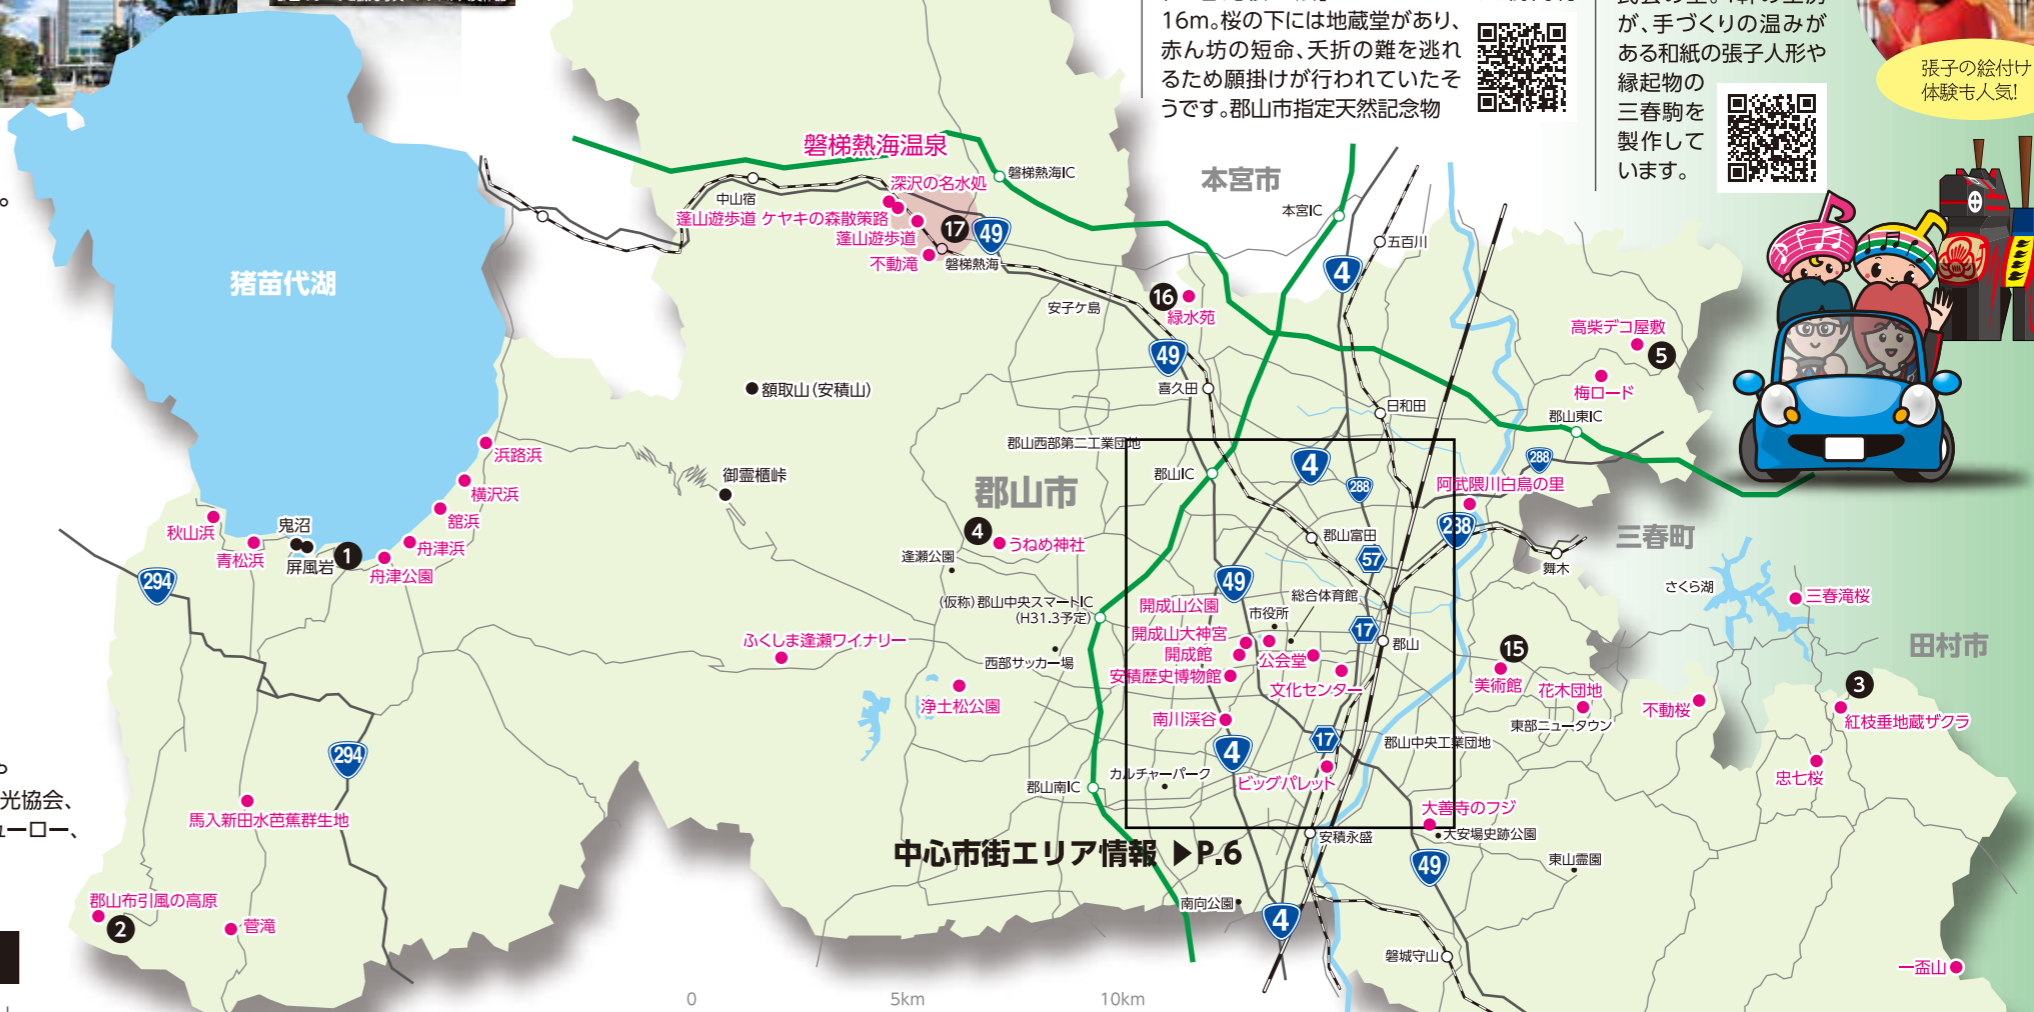 16m。桜の下には地蔵堂があり、
赤ん坊の短命、夭折の難を逃れ
るため願掛けが行われていたそ
うです。郡山市指定天然記念物
が、手づくりの温みが
ある和紙の張子人形や
縁起物の
三春駒を
製作して
います。
張子の絵付け
体験も人気!
。
磐梯熱海温泉
磐梯熱海IC
深沢の名水処
中山宿
蓬山遊歩道 ケヤキの森散策路
蓬山遊歩道
17
49
不動滝
磐梯熱海
本宮市
本宮IC
五百川
4
猪苗代湖
安子ケ島
16
緑水苑
49
喜久田
高柴デコ屋敷
5
梅ロード
額取山(安積山)
日和田
郡山東IC
浜路浜
郡山西部第二工業団地
郡山IC
4
288
288
御霊櫃峠
横沢浜
郡山市
阿武隈川白鳥の里
舘浜
秋山浜
鬼沼
4
うねめ神社
288
三春町
青松浜
屏風岩
1
舟津浜
舟津公園
逢瀬公園
郡山富田
舞木
57
294
49
さくら湖
三春滝桜
(仮称)郡山中央スマートIC
(H31.3予定)
総合体育館
開成山公園
市役所
17
郡山
開成山大神宮
開成館
公会堂
ふくしま逢瀬ワイナリー
西部サッカー場
安積歴史博物館
文化センター
15
美術館
花木団地
田村市
3
浄土松公園
南川渓谷
東部ニュータウン
不動桜
紅枝垂地蔵ザクラ
294
4
17
郡山中央工業団地
カルチャーパーク
ビッグパレット
忠七桜
郡山南IC
馬入新田水芭蕉群生地
大善寺のフジ
安積永盛
大安場史跡公園
中心市街エリア情報 ▶P.6
49
東山霊園
光協会、
ューロー、
郡山布引風の高原
2
菅滝
南向公園
4
磐城守山
一盃山
0
5km
10km